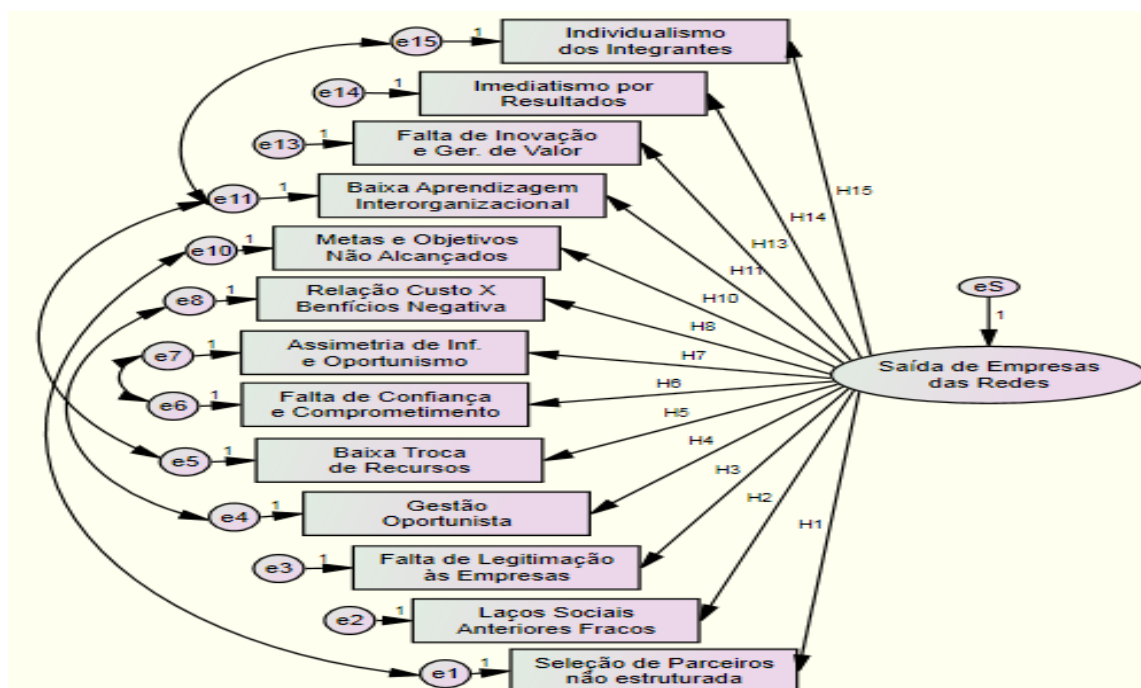 e15
1
Individualismo
dos Integrantes
e14
1
Imediatismo por
Resultados
e13
1
Falta de Inovação
e Ger. de Valor
e11
1
Baixa Aprendizagem
Interorganizacional
e10
1
Metas e Objetivos
Não Alcançados
e8
1
Relação Custo X
Benfícios Negativa
e7
1
Assimetria de Inf.
e Oportunismo
e6
1
Falta de Confiança
e Comprometimento
e5
1
Baixa Troca
de Recursos
e4
1
Gestão
Oportunista
e3
1
Falta de Legitimação
às Empresas
e2
1
Laços Sociais
Anteriores Fracos
e1
1
Seleção de Parceiros
não estruturada
H15
H14
H13
H11
H10
H8
H7
H6
H5
H4
H3
H2
H1
eS
1
Saída de Empresas
das Redes